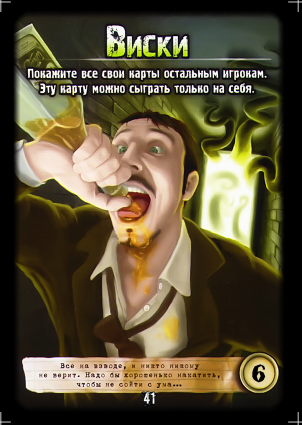 Виски
Покажите все свои карты остальным игрокам.
Эту карту можно сыграть только на себя.
Все на взводе, и никто никому
не верит. Надо бы хорошенько накатить,
чтобы не сойти с ума...
6
41